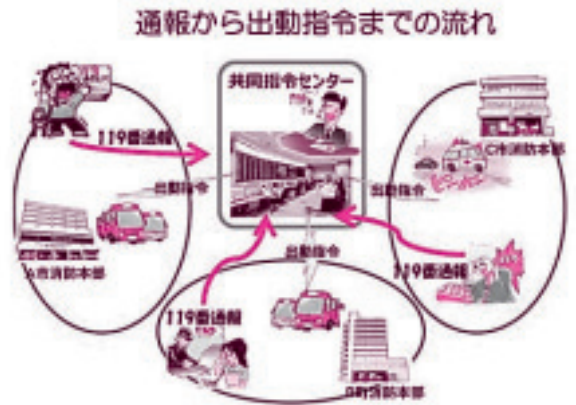 通報から出動指令までの流れ
共同指令センター
119番通報
C市消防本部
出動指令
出動指令
A市消防本部
出動指令
119番通報
119番通報
B町消防本部